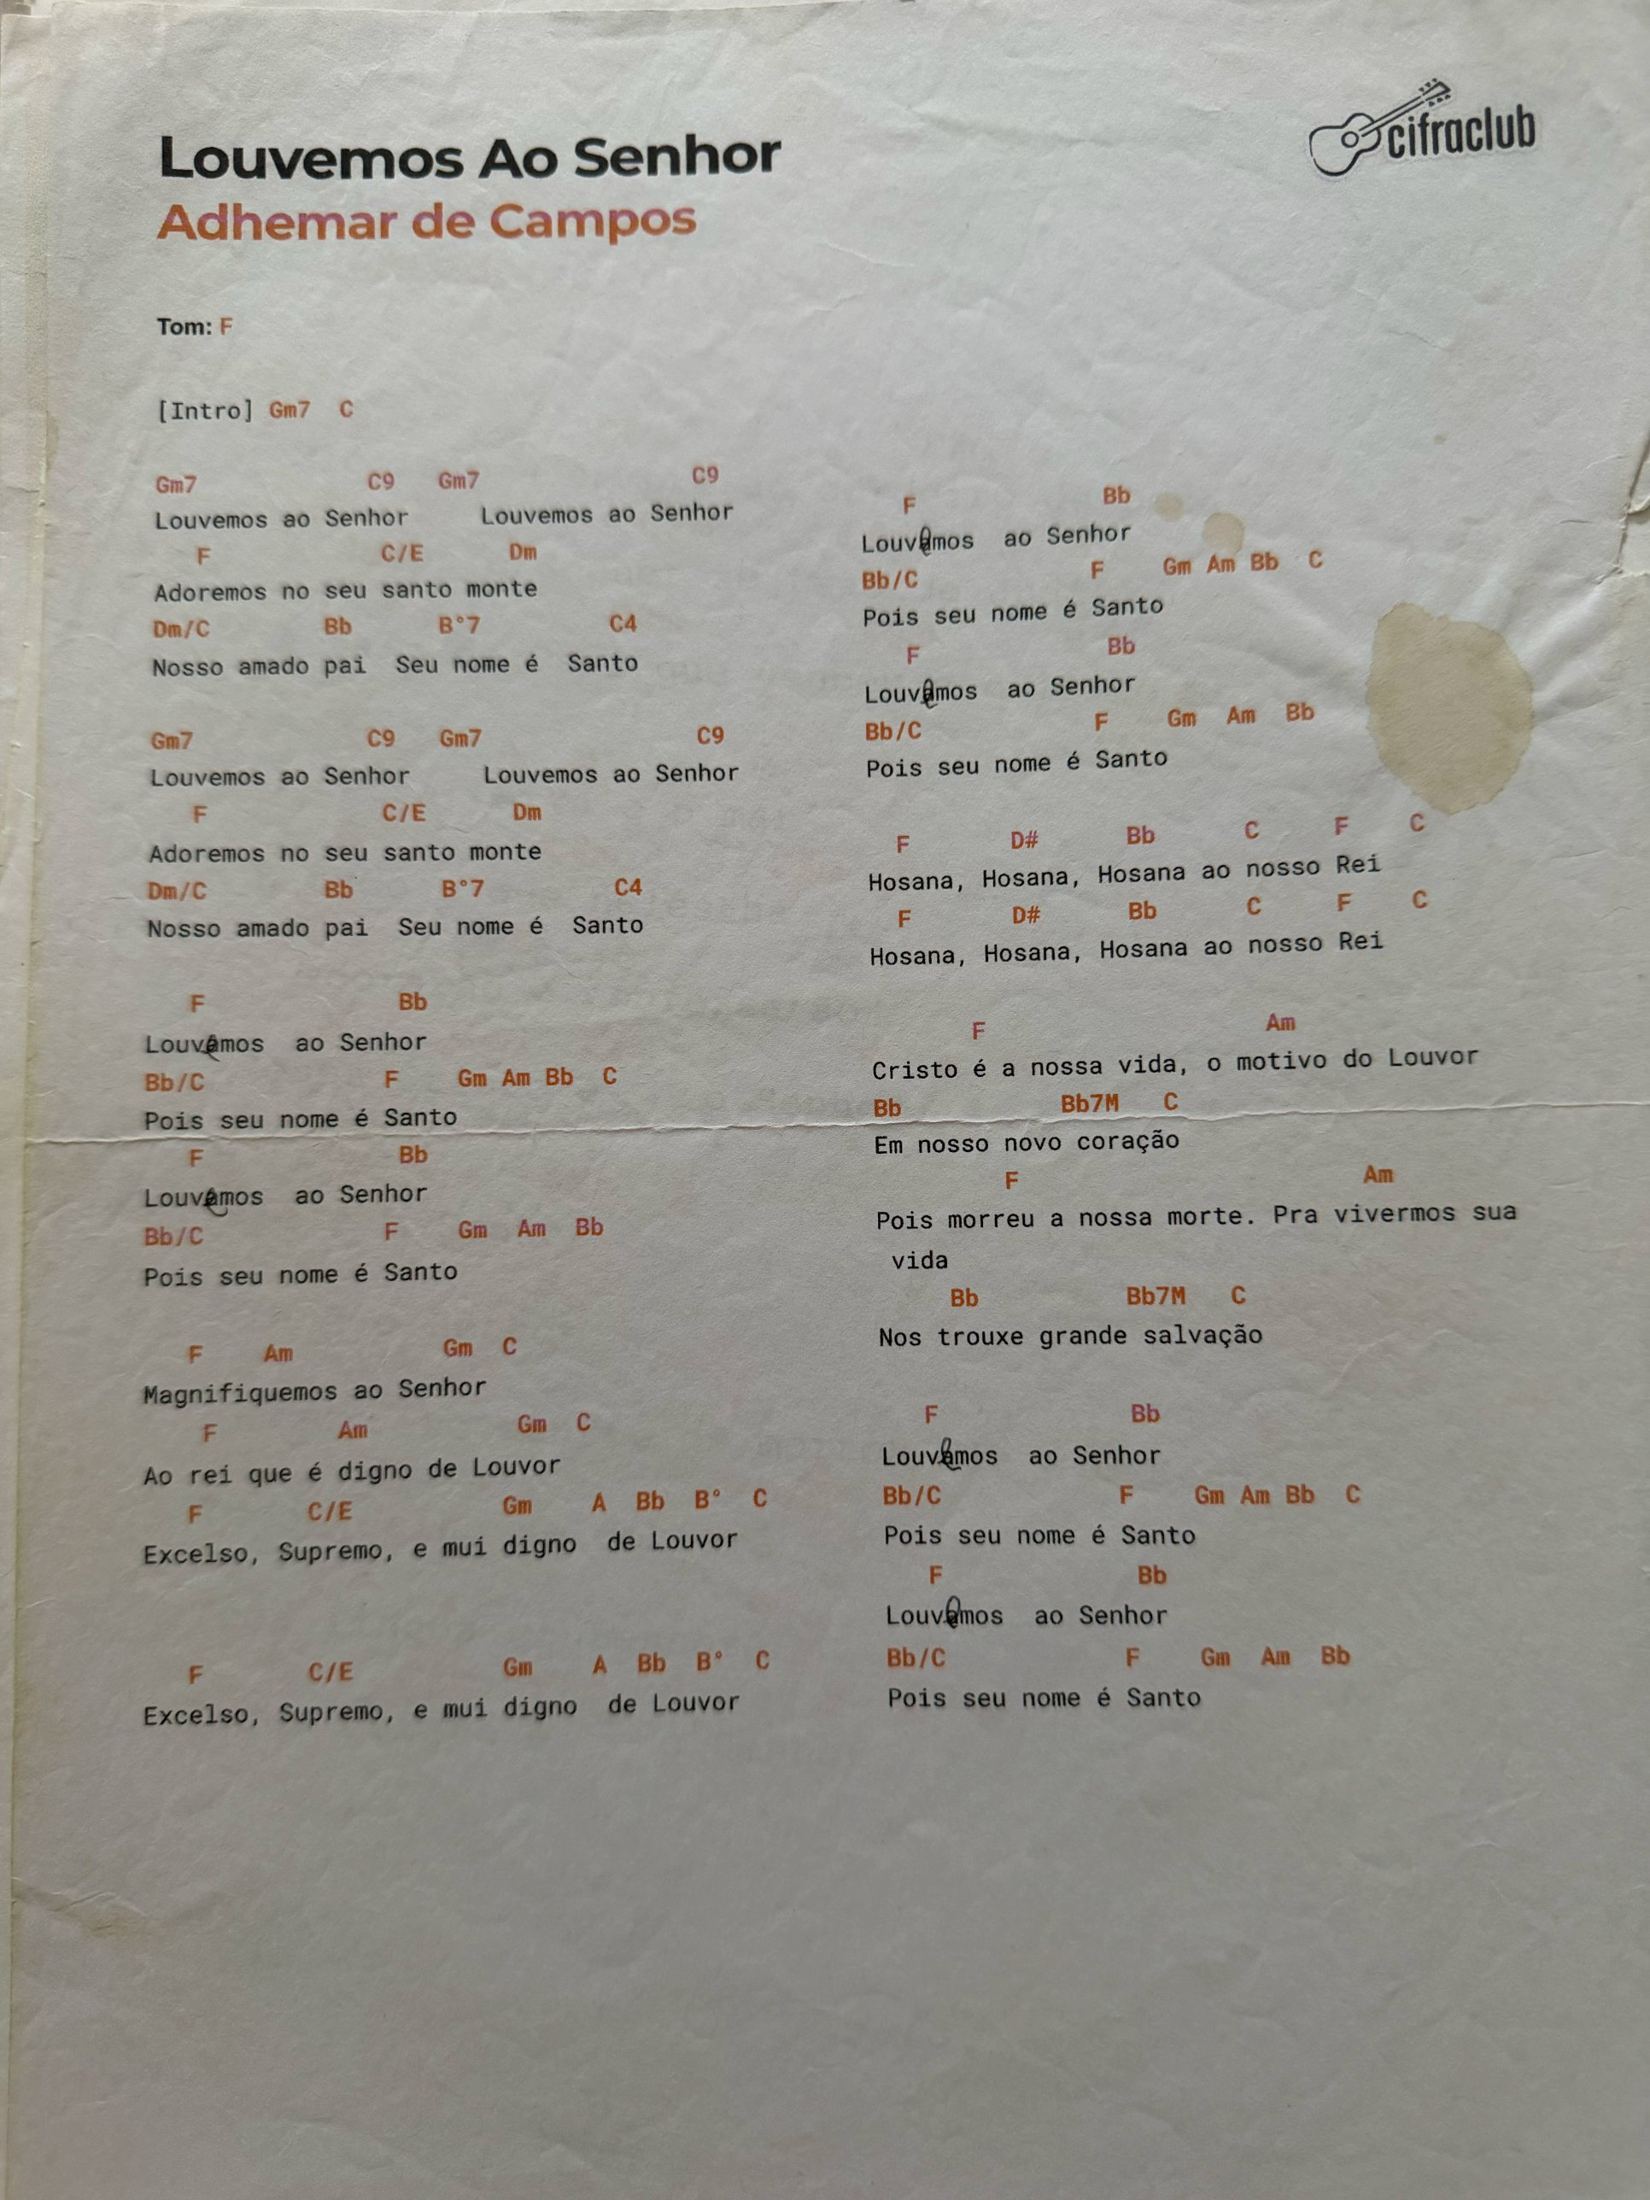 cifraclub
Louvemos Ao Senhor
Adhemar de Campos
Tom: F
[Intro] Gm7 C
Gm7 C9 Gm7 C9
Louvemos ao Senhor Louvemos ao Senhor
F C/E Dm
Adoremos no seu santo monte
Dm/C Bb B°7 C4
Nosso amado pai Seu nome é Santo
Gm7 C9 Gm7 C9
Louvemos ao Senhor Louvemos ao Senhor
F C/E Dm
Adoremos no seu santo monte
Dm/C Bb B°7 C4
Nosso amado pai Seu nome é Santo
F Bb
Louvemos ao Senhor
Bb/C F Gm Am Bb C
Pois seu nome é Santo
F Bb
Louvemos ao Senhor
Bb/C F Gm Am Bb
Pois seu nome é Santo
F Am Gm C
Magnifiquemos ao Senhor
F Am Gm C
Ao rei que é digno de Louvor
F C/E Gm A Bb B° C
Excelso, Supremo, e mui digno de Louvor
F C/E Gm A Bb B° C
Excelso, Supremo, e mui digno de Louvor
F Bb
Louvemos ao Senhor
Bb/C F Gm Am Bb C
Pois seu nome é Santo
F Bb
Louvemos ao Senhor
Bb/C F Gm Am Bb
Pois seu nome é Santo
F D# Bb C F C
Hosana, Hosana, Hosana ao nosso Rei
F D# Bb C F C
Hosana, Hosana, Hosana ao nosso Rei
F Am
Cristo é a nossa vida, o motivo do Louvor
Bb Bb7M C
Em nosso novo coração
F Am
Pois morreu a nossa morte. Pra vivermos sua
vida
Bb Bb7M C
Nos trouxe grande salvação
F Bb
Louvemos ao Senhor
Bb/C F Gm Am Bb C
Pois seu nome é Santo
F Bb
Louvemos ao Senhor
Bb/C F Gm Am Bb
Pois seu nome é Santo